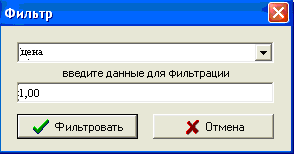 Фильтр
цена
введите данные для фильтрации
1,00
Фильтровать
Отмена